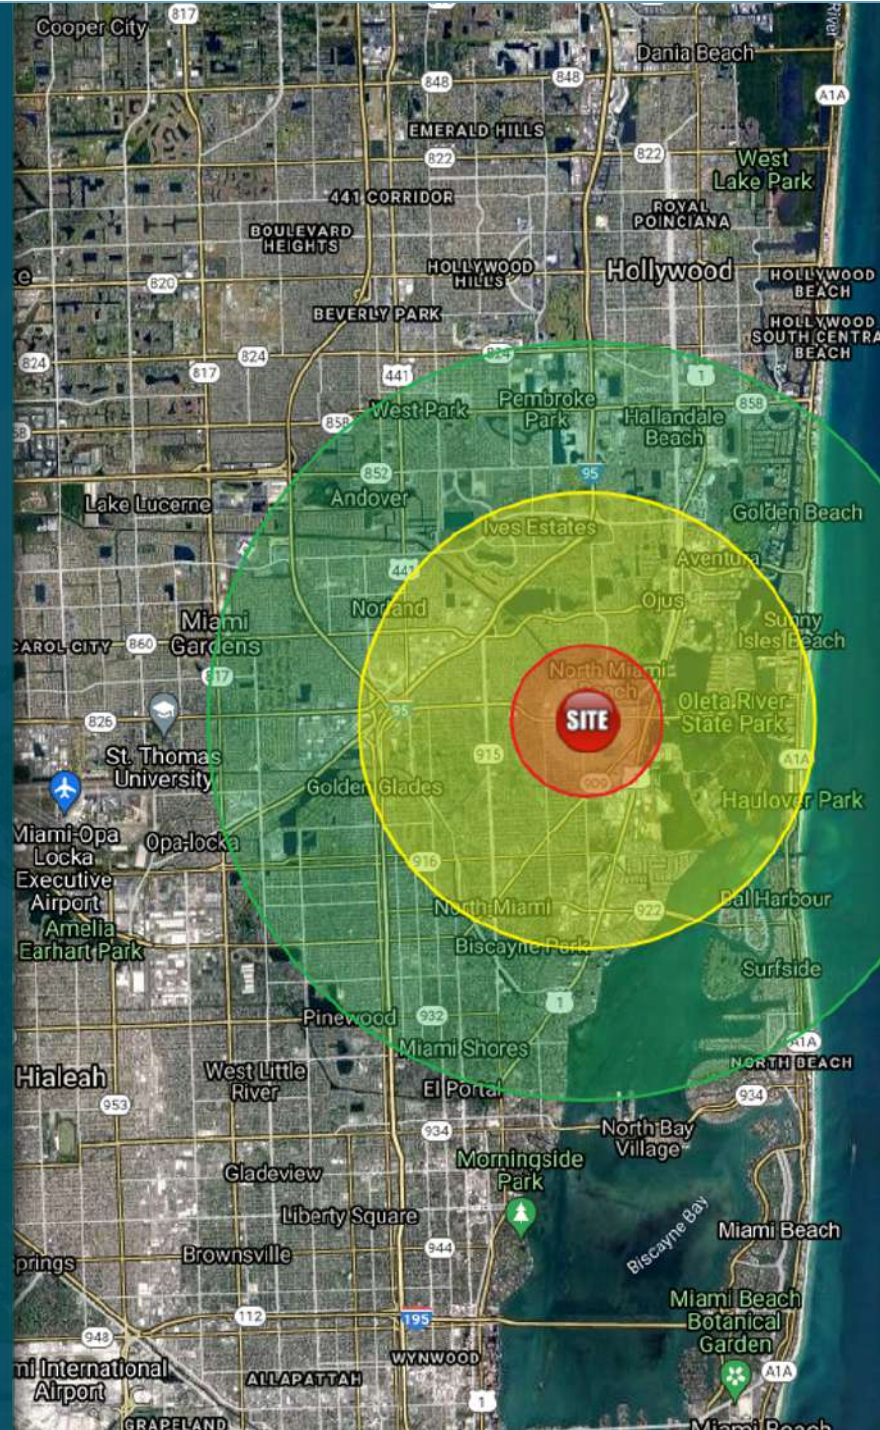 817
Cooper City
River
Dania Beach
848
848
A1A
EMERALD HILLS
822
822
West
Lake Park
441 CORRIDOR
ROYAL
POINCIANA
BOULEVARD
HEIGHTS
HOLLYWOOD
HILLS
Hollywood
HOLLYWOOD
BEACH
820
BEVERLY PARK
HOLLYWOOD
SOUTH CENTRA
BEACH
824
824
824
817
441
1
West Park
Pembroke
Park
858
858
Hallandale
Beach
852
95
Andover
Lake Lucerne
Golden Beach
Ives Estates
Aventura
441
Norland
Ojus
Sunny
Isles Beach
Miami
Gardens
CAROL CITY
860
817
North Miami
Beach
SITE
Oleta River
State Park
826
95
St. Thomas
University
915
A1A
909
Golden Glades
Haulover Park
Miami-Opa
Locka
Executive
Airport
Opa-locka
916
Amelia
Earhart Park
North Miami
922
Bal Harbour
Biscayne Park
Surfside
1
Pinewood
932
A1A
Miami Shores
NORTH BEACH
Hialeah
West Little
River
El Portal
934
953
934
North Bay
Village
Morningside
Park
Gladeview
Liberty Square
Biscayne Bay
Miami Beach
944
Brownsville
prings
Miami Beach
Botanical
Garden
112
195
948
WYNWOOD
mi International
Airport
ALLAPATTAH
A1A
1
GRAPELAND
Miami Beach